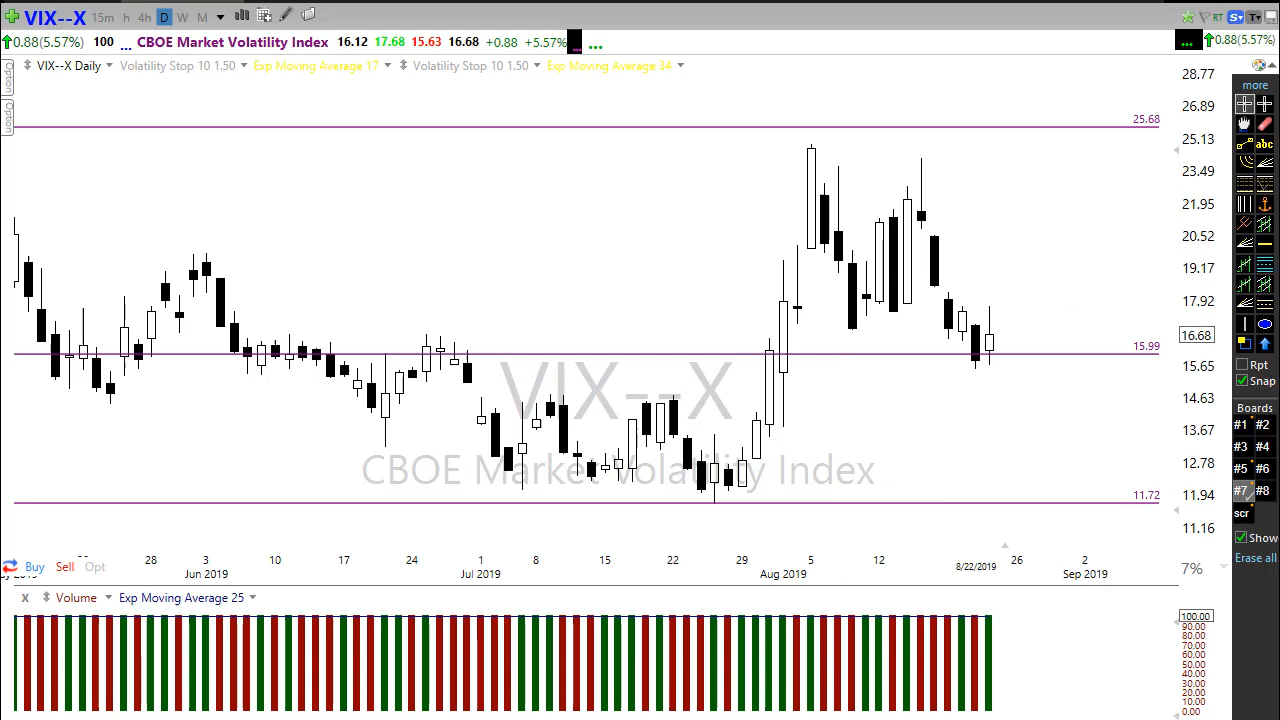 VIX--X 15m h 4h D W M RT S T
0.88(5.57%) 100 ... CBOE Market Volatility Index 16.12 17.68 15.63 16.68 +0.88 +5.57% ... ... ... 0.88(5.57%)
VIX--X Daily Volatility Stop 10 1.50 Exp Moving Average 17 Volatility Stop 10 1.50 Exp Moving Average 34
Option
Option
28.77
more
26.89
25.68
25.13
abc
23.49
21.95
20.52
19.17
17.92
16.68
15.99
15.65
Rpt
Snap
VIX--X
14.63
Boards
#1 #2
13.67
#3 #4
CBOE Market Volatility Index
12.78
#5 #6
11.72
11.94
#7 #8
scr
11.16
Show
28 3 10 17 24 1 8 15 22 29 5 12 8/22/2019 26 2
Erase all
Buy Sell Opt
7%
2019 Jun 2019 Jul 2019 Aug 2019 Sep 2019
x Volume Exp Moving Average 25
100.00
90.00
80.00
70.00
60.00
50.00
40.00
30.00
20.00
10.00
0.00